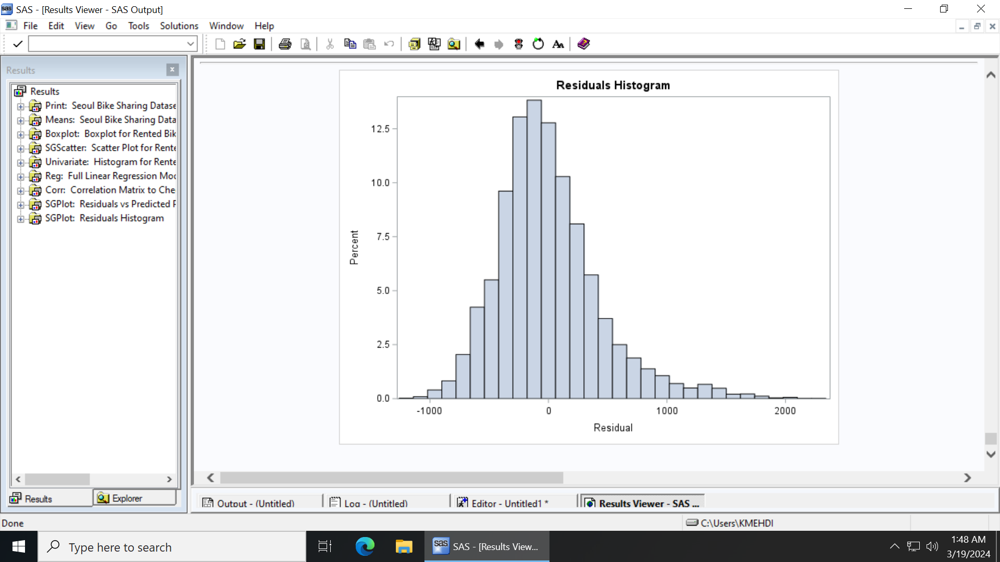 SAS - [Results Viewer - SAS Output]
File Edit View Go Tools Solutions Window Help
Results
Results
Print: Seoul Bike Sharing Datase
Means: Seoul Bike Sharing Data
Boxplot: Boxplot for Rented Bik
SGScatter: Scatter Plot for Rente
Univariate: Histogram for Rente
Reg: Full Linear Regression Mod
Corr: Correlation Matrix to Che
SGPlot: Residuals vs Predicted P
SGPlot: Residuals Histogram
Residuals Histogram
12.5
10.0
7.5
5.0
2.5
0.0
Percent
-1000 0 1000 2000
Residual
Results Explorer
Output - (Untitled) Log - (Untitled) Editor - Untitled1 * Results Viewer - SAS ...
Done C:\Users\KMEHDI
Type here to search
sas SAS - [Results View...
1:48 AM
3/19/2024